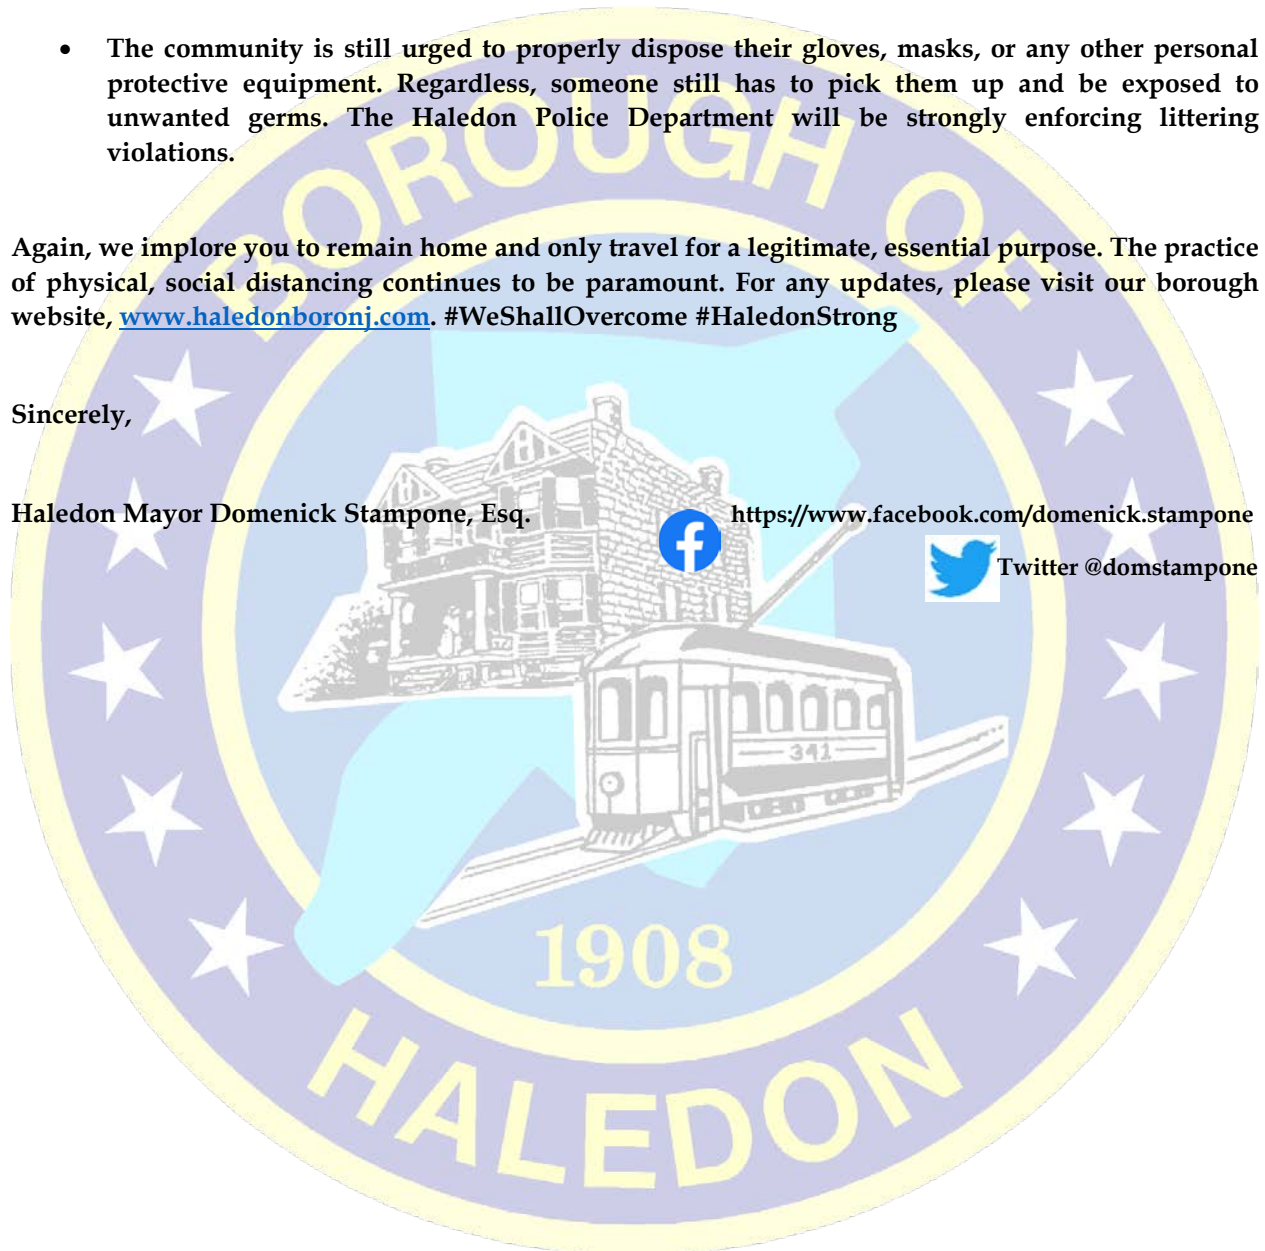 • The community is still urged to properly dispose their gloves, masks, or any other personal
protective equipment. Regardless, someone still has to pick them up and be exposed to
unwanted germs. The Haledon Police Department will be strongly enforcing littering
violations.
Again, we implore you to remain home and only travel for a legitimate, essential purpose. The practice
of physical, social distancing continues to be paramount. For any updates, please visit our borough
website, www.haledonboronj.com. #WeShallOvercome #HaledonStrong
Sincerely,
Haledon Mayor Domenick Stampone, Esq. https://www.facebook.com/domenick.stampone
Twitter @domstampone
BOROUGH OF
341
1908
HALEDON